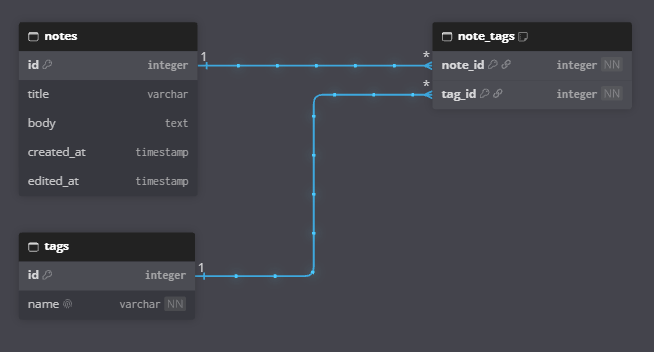 notes
id integer
title varchar
body text
created_at timestamp
edited_at timestamp
1
*
note_tags
note_id integer NN
*
tag_id integer NN
tags
id integer
1
name varchar NN